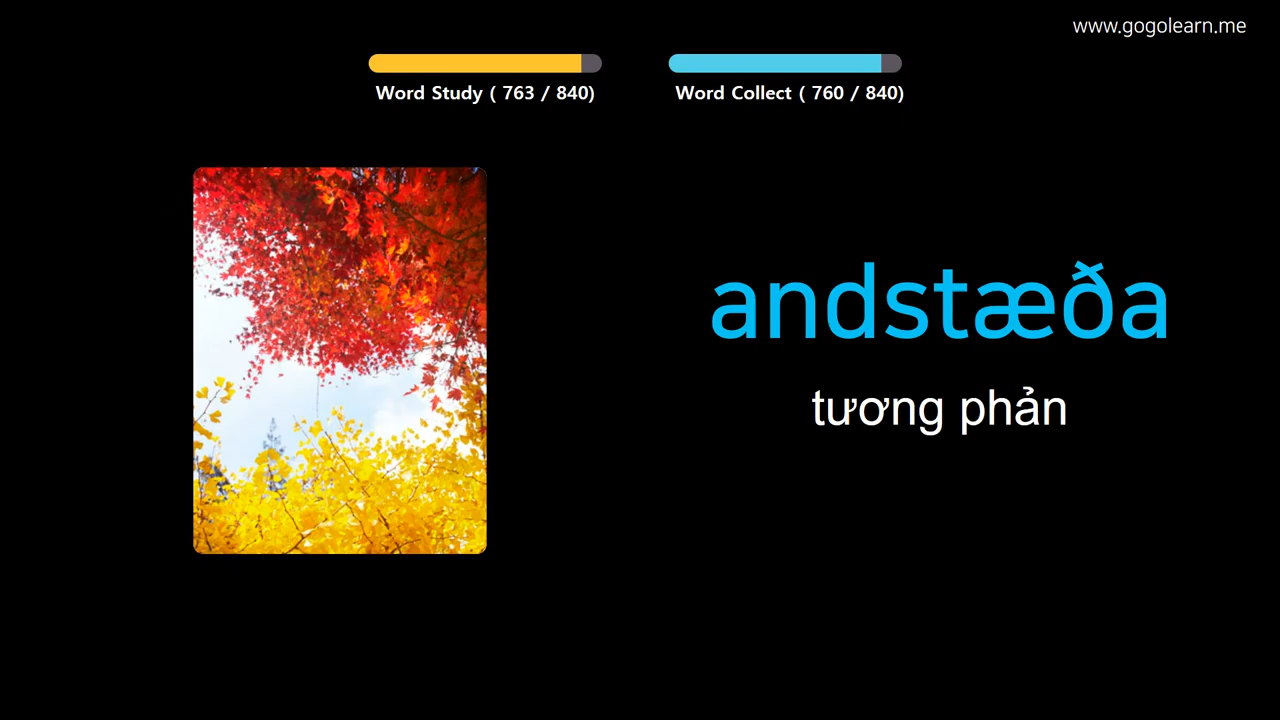 www.gogolearn.me
Word Study ( 763 / 840)
Word Collect ( 760 / 840)
andstæða
tương phản